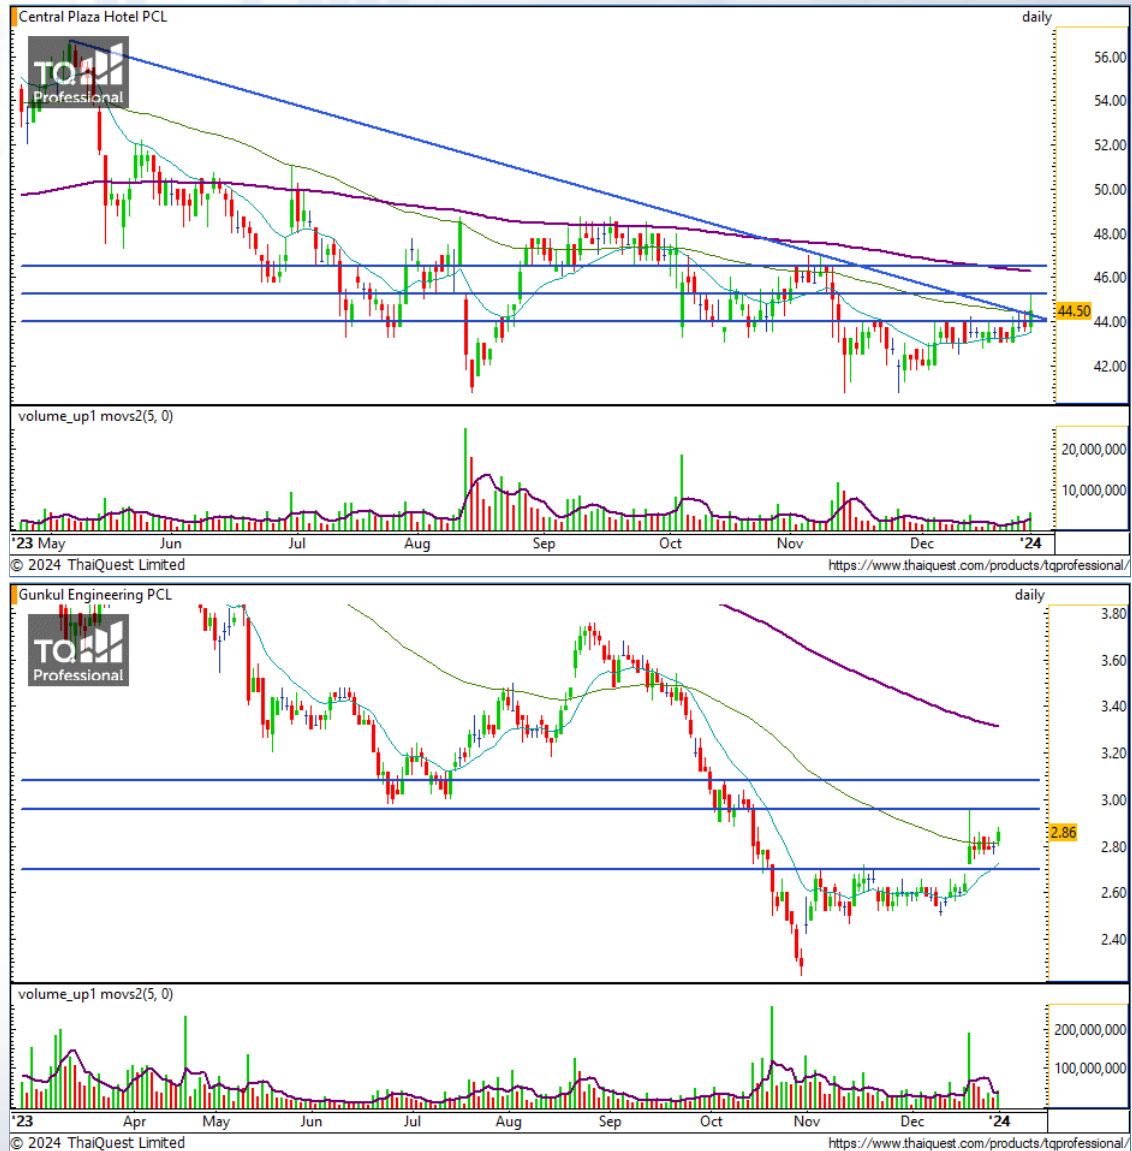 Central Plaza Hotel PCL daily
TQ
Professional
56.00
54.00
52.00
50.00
48.00
46.00
44.50
44.00
42.00
volume_up1 movs2(5, 0)
20,000,000
10,000,000
'23 May Jun Jul Aug Sep Oct Nov Dec '24
© 2024 ThaiQuest Limited https://www.thaiquest.com/products/tqprofessional/
Gunkul Engineering PCL daily
TQ
Professional
3.80
3.60
3.40
3.20
3.00
2.86
2.80
2.60
2.40
volume_up1 movs2(5, 0)
200,000,000
100,000,000
'23 Apr May Jun Jul Aug Sep Oct Nov Dec '24
© 2024 ThaiQuest Limited https://www.thaiquest.com/products/tqprofessional/